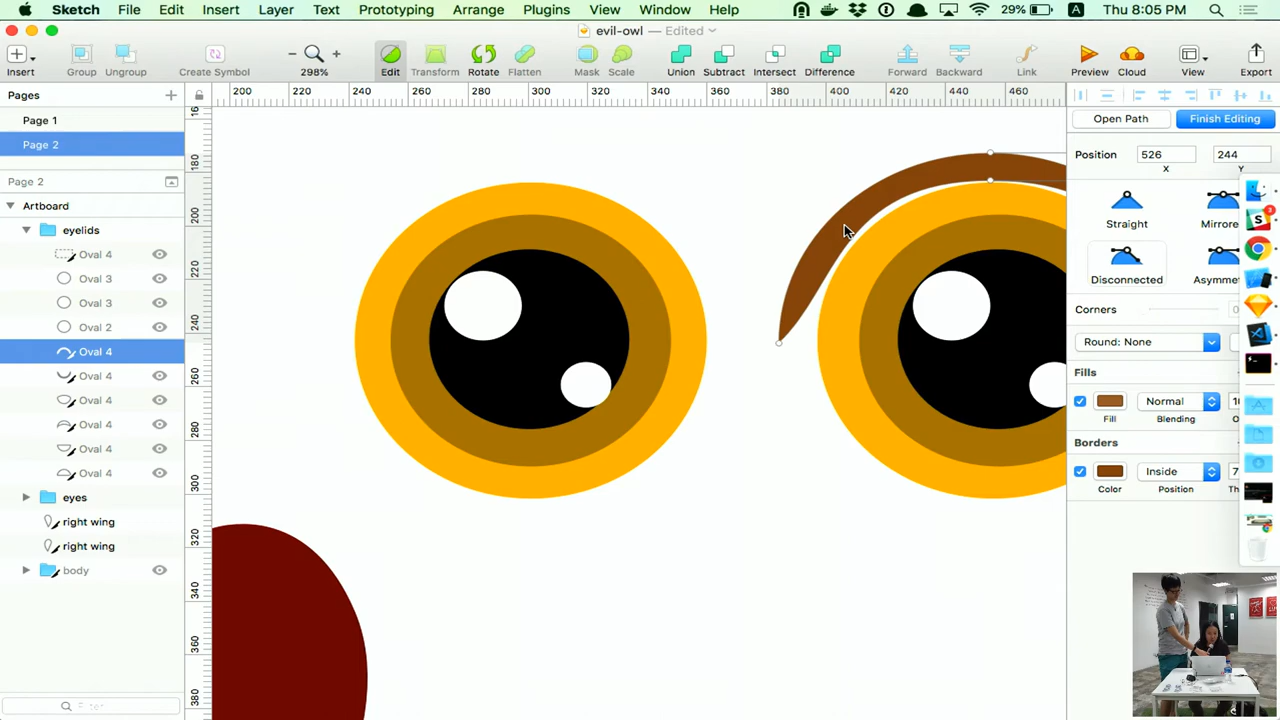 Sketch File Edit Insert Layer Text Prototyping Arrange Plugins View Window Help 29% A Thu 8:05 PM
evil-owl — Edited
Insert Group Ungroup Create Symbol 298% Edit Transform Rotate Flatten Mask Scale Union Subtract Intersect Difference Forward Backward Link Preview Cloud View Export
Pages
Page 1
Page 2
Page 2
Artboard
eyelids
Oval 4
Oval 3
Oval 3
Oval 2
Oval 4
Oval 4
Oval 4
Oval 4
Oval 4
Oval 4
eyes
right wing
right wing
body
Filter
200 220 240 260 280 300 320 340 360 380 400 420 440 460
16
180
200
220
240
260
280
300
320
340
360
380
Open Path Finish Editing
Position 526 244
X Y
Straight Mirrore
Disconnected Asymme
Corners
Round: None
Fills
Normal
Fill Blending
Borders
Inside 7
Color Position Th